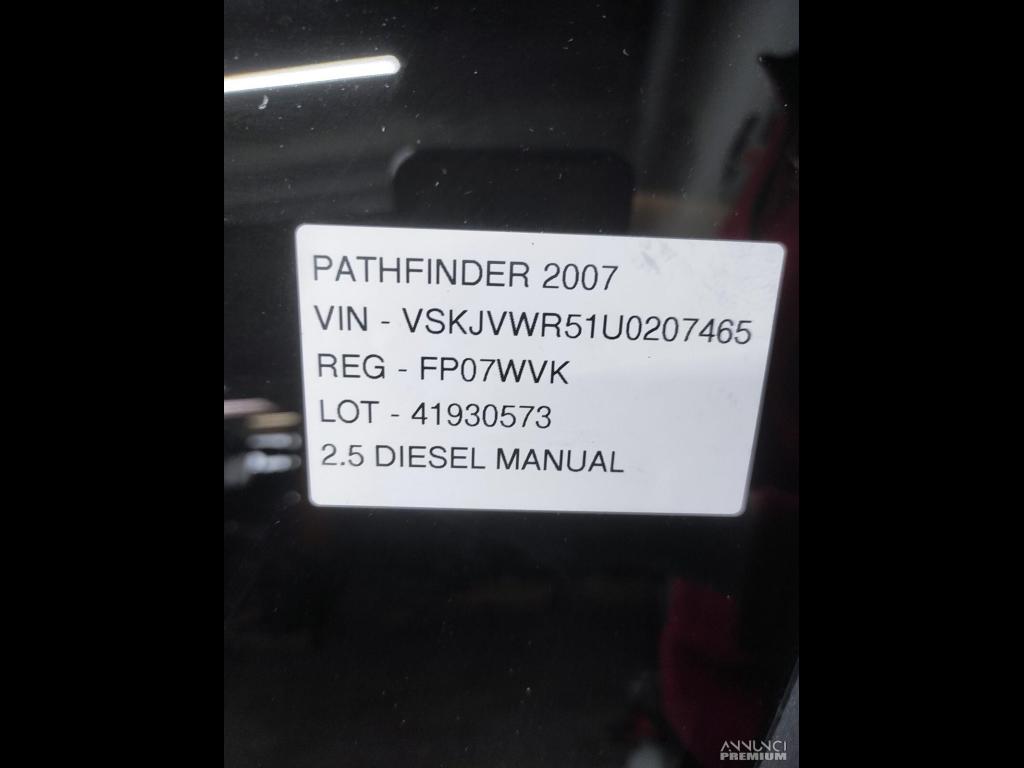 PATHFINDER 2007
VIN - VSKJVWR51U0207465
REG - FP07WVK
LOT - 41930573
2.5 DIESEL MANUAL
ANNUNCI
PREMIUM